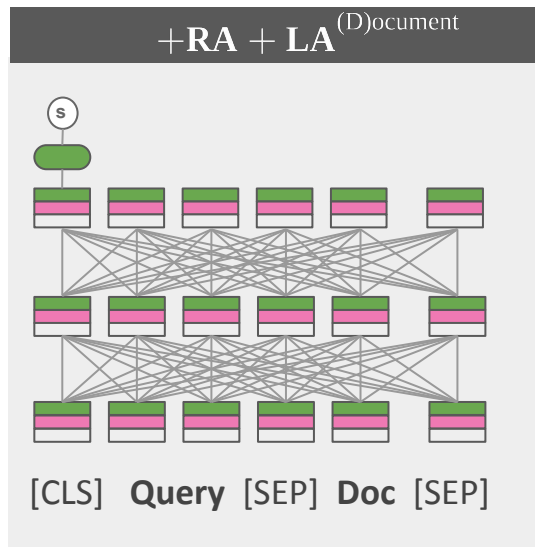 +RA + LA(D)ocument
s
[CLS] Query [SEP] Doc [SEP]